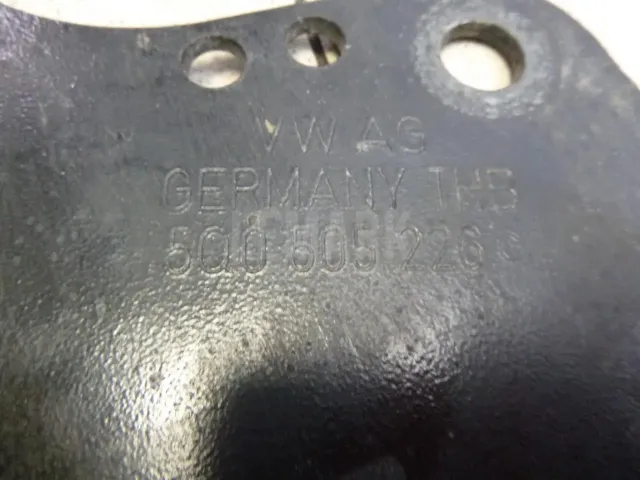 VW AG
GERMANY THB
5Q0 505 226 C